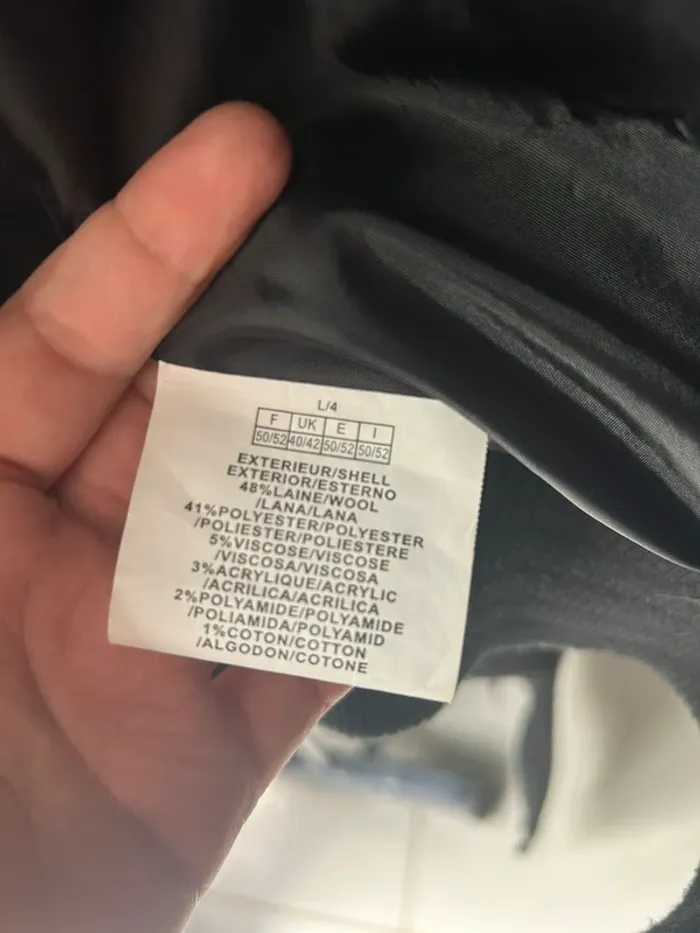 L/4
F UK E I
50/52 40/42 50/52 50/52
EXTERIEUR/SHELL
EXTERIOR/ESTERNO
48%LAINE/WOOL
/LANA/LANA
41%POLYESTER/POLYESTER
/POLIESTER/POLIESTERE
5%VISCOSE/VISCOSE
/VISCOSA/VISCOSA
3%ACRYLIQUE/ACRYLIC
/ACRILICA/ACRILICA
2%POLYAMIDE/POLYAMIDE
/POLIAMIDA/POLYAMID
1%COTON/COTTON
/ALGODON/COTONE